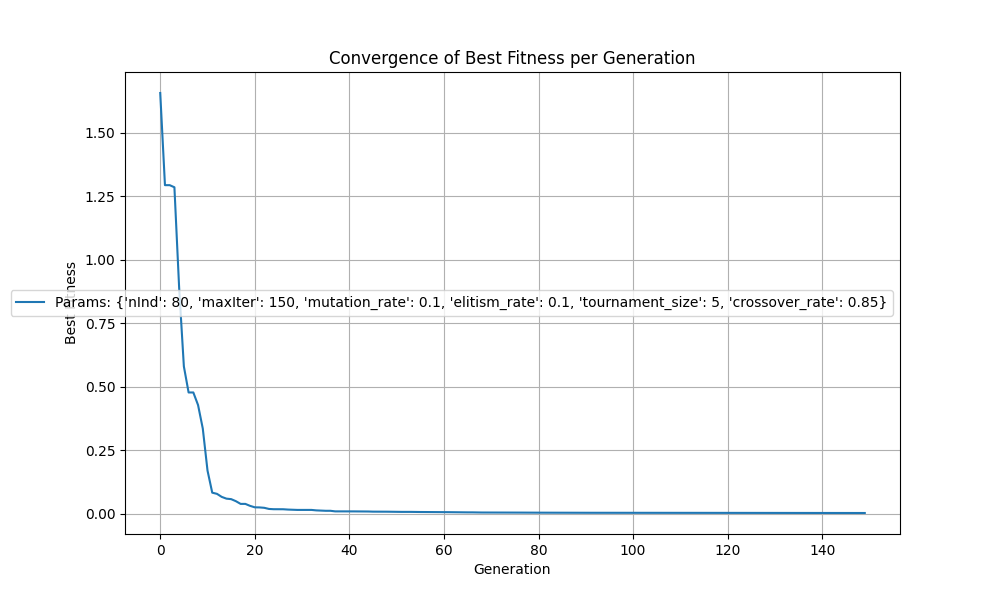 Convergence of Best Fitness per Generation
1.50
1.25
1.00
Best Fitness
Params: {'nInd': 80, 'maxIter': 150, 'mutation_rate': 0.1, 'elitism_rate': 0.1, 'tournament_size': 5, 'crossover_rate': 0.85}
0.75
0.50
0.25
0.00
0 20 40 60 80 100 120 140
Generation